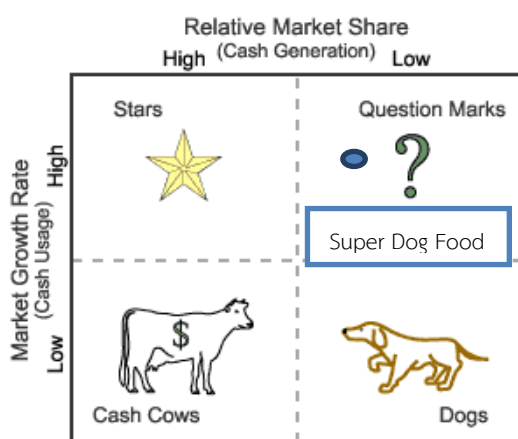 Relative Market Share
(Cash Generation)
High
Low
Stars
Question Marks
?
Market Growth Rate
(Cash Usage)
High
Low
Super Dog Food
$
Cash Cows
Dogs